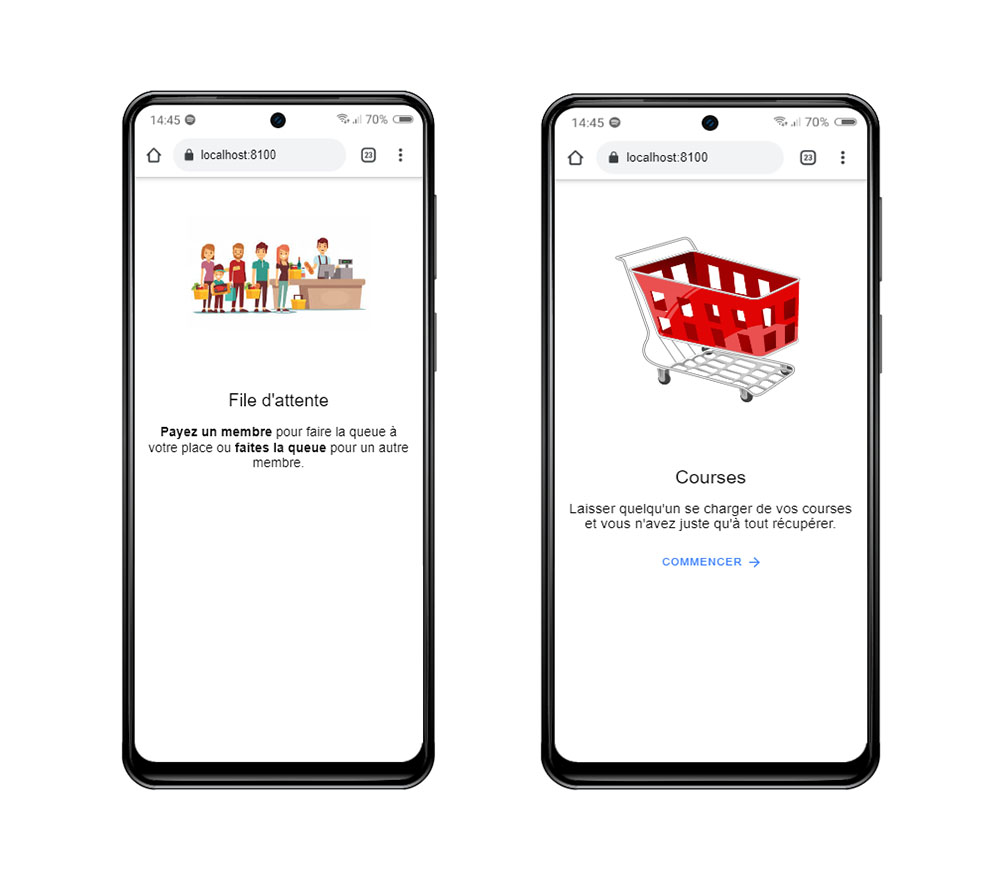 14:45
70%
localhost:8100
23
File d'attente
Payez un membre pour faire la queue à
votre place ou faites la queue pour un autre
membre.
14:45
70%
localhost:8100
23
Courses
Laisser quelqu'un se charger de vos courses
et vous n'avez juste qu'à tout récupérer.
COMMENCER